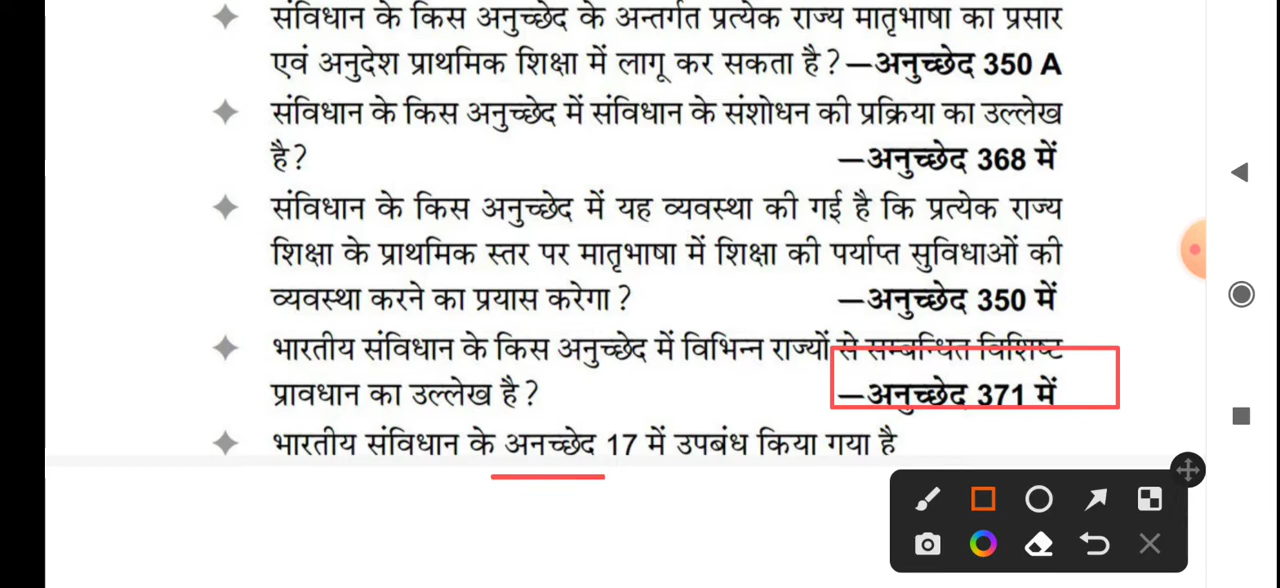 संविधान के किस अनुच्छेद के अन्तर्गत प्रत्येक राज्य मातृभाषा का प्रसार
एवं अनुदेश प्राथमिक शिक्षा में लागू कर सकता है? —अनुच्छेद 350 A
संविधान के किस अनुच्छेद में संविधान के संशोधन की प्रक्रिया का उल्लेख
है? —अनुच्छेद 368 में
संविधान के किस अनुच्छेद में यह व्यवस्था की गई है कि प्रत्येक राज्य
शिक्षा के प्राथमिक स्तर पर मातृभाषा में शिक्षा की पर्याप्त सुविधाओं की
व्यवस्था करने का प्रयास करेगा? —अनुच्छेद 350 में
भारतीय संविधान के किस अनुच्छेद में विभिन्न राज्यों से सम्बन्धित विशिष्ट
प्रावधान का उल्लेख है? —अनुच्छेद 371 में
भारतीय संविधान के अनच्छेद 17 में उपबंध किया गया है